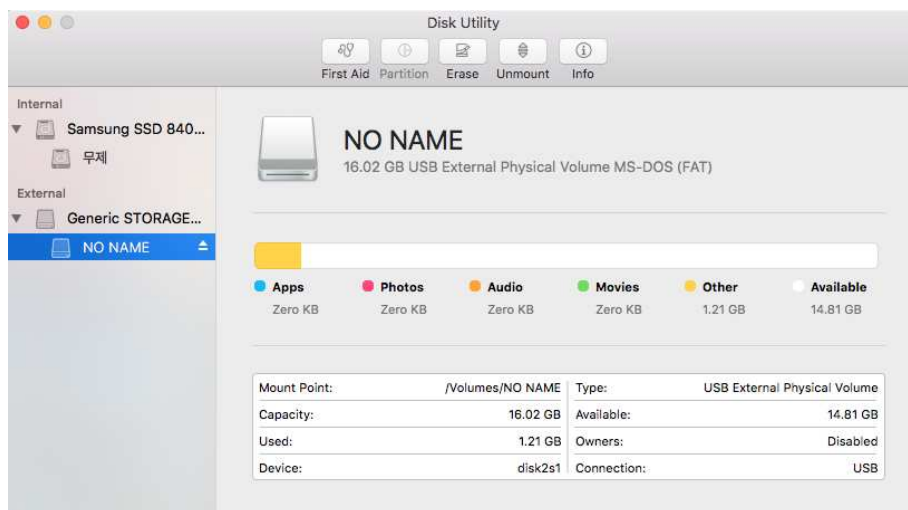 Disk Utility
First Aid Partition Erase Unmount Info
Internal
Samsung SSD 840...
무제
External
Generic STORAGE...
NO NAME
NO NAME
16.02 GB USB External Physical Volume MS-DOS (FAT)
Apps Photos Audio Movies Other Available
Zero KB Zero KB Zero KB Zero KB 1.21 GB 14.81 GB
Mount Point: /Volumes/NO NAME Type: USB External Physical Volume
Capacity: 16.02 GB Available: 14.81 GB
Used: 1.21 GB Owners: Disabled
Device: disk2s1 Connection: USB